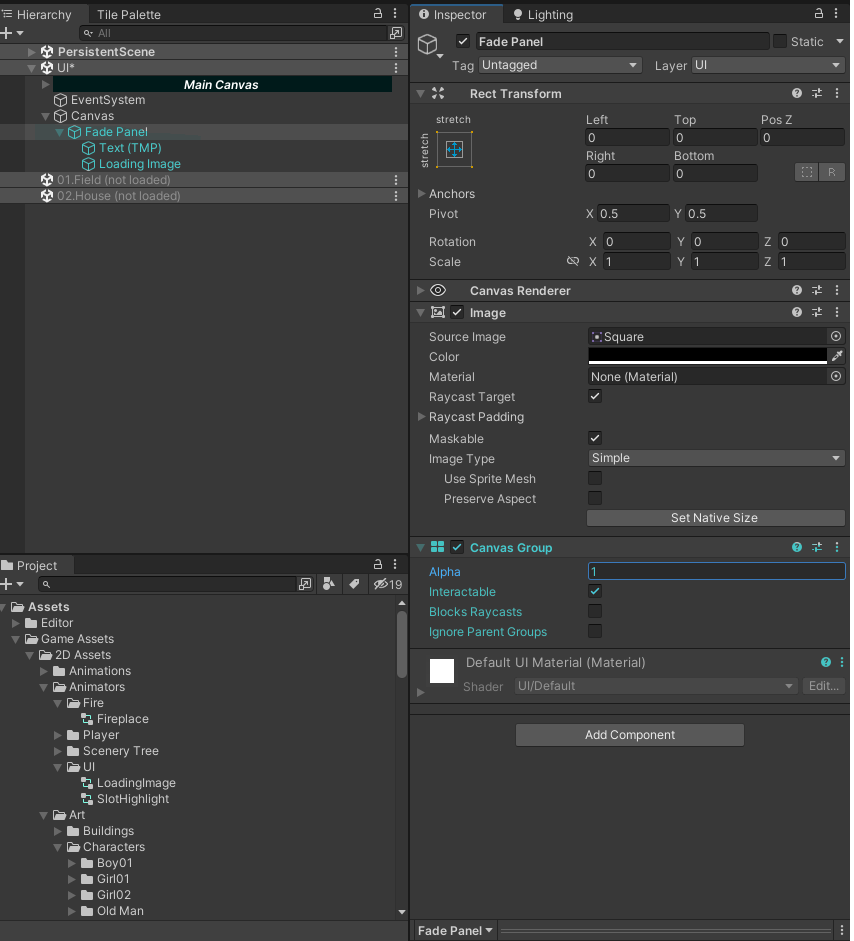 Hierarchy Tile Palette
All
PersistentScene
UI*
Main Canvas
EventSystem
Canvas
Fade Panel
Text (TMP)
Loading Image
01.Field (not loaded)
02.House (not loaded)
Project
19
Assets
Editor
Game Assets
2D Assets
Animations
Animators
Fire
Fireplace
Player
Scenery Tree
UI
LoadingImage
SlotHighlight
Art
Buildings
Characters
Boy01
Girl01
Girl02
Old Man
Inspector Lighting
Fade Panel Static
Tag Untagged Layer UI
Rect Transform
stretch
stretch
Left Top Pos Z
0 0 0
Right Bottom
0 0 R
Anchors
Pivot X 0.5 Y 0.5
Rotation X 0 Y 0 Z 0
Scale X 1 Y 1 Z 1
Canvas Renderer
Image
Source Image Square
Color
Material None (Material)
Raycast Target
Raycast Padding
Maskable
Image Type Simple
Use Sprite Mesh
Preserve Aspect
Set Native Size
Canvas Group
Alpha 1
Interactable
Blocks Raycasts
Ignore Parent Groups
Default UI Material (Material)
Shader UI/Default Edit...
Add Component
Fade Panel